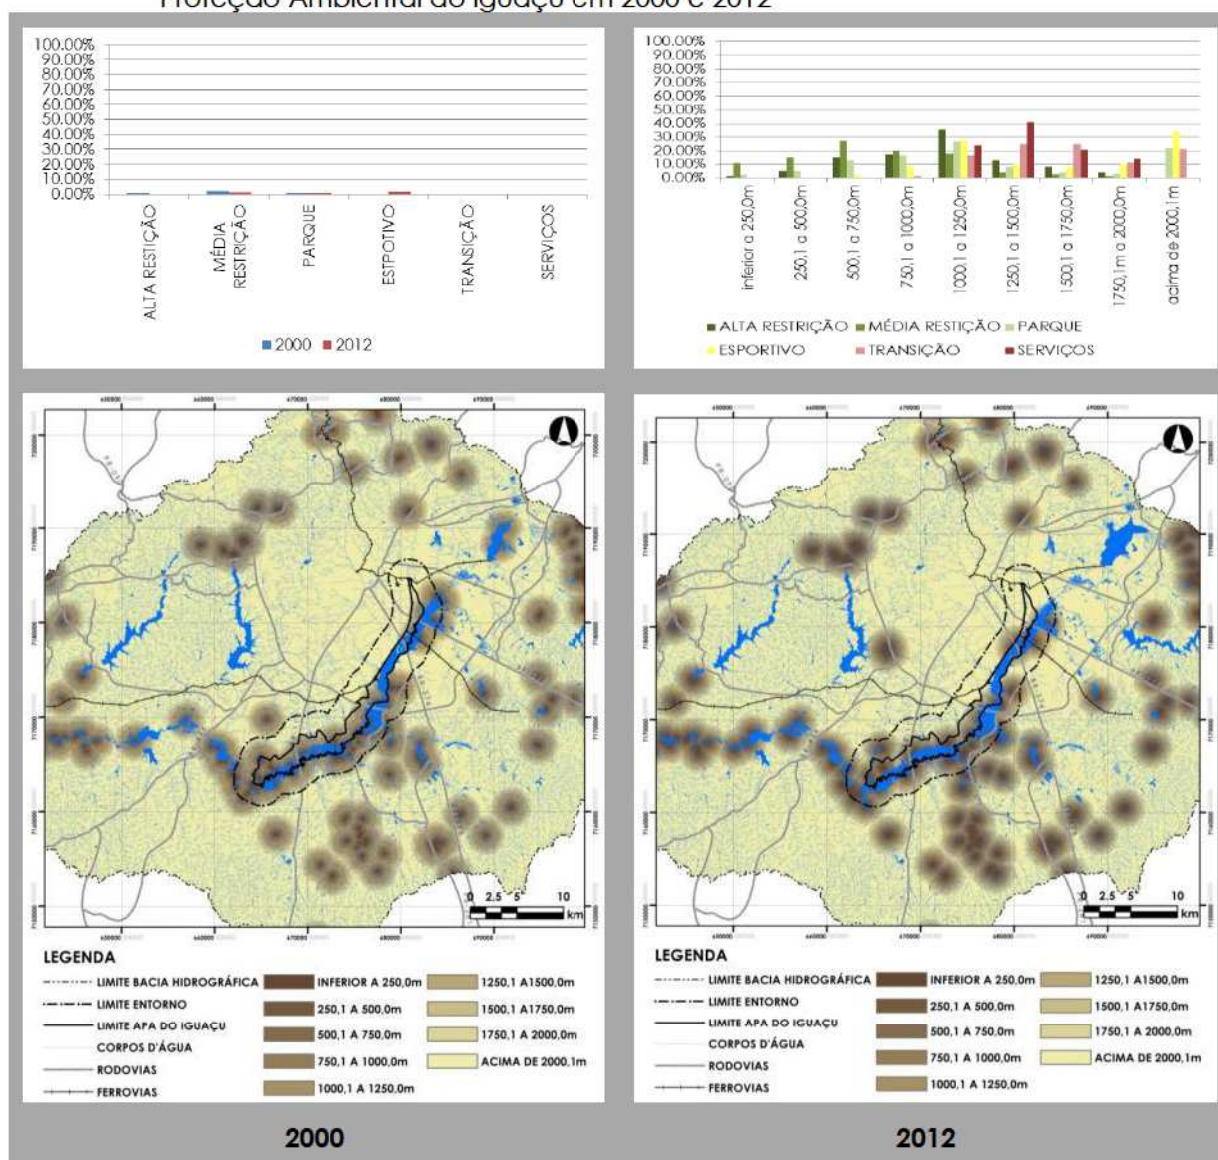 Proteção Ambiental do Iguaçu em 2000 e 2012
100.00%
90.00%
80.00%
70.00%
60.00%
50.00%
40.00%
30.00%
20.00%
10.00%
0.00%
ALTA RESTIÇÃO
MÉDIA
RESTRIÇÃO
PARQUE
ESTPOTIVO
TRANSIÇÃO
SERVIÇOS
2000 2012
100.00%
90.00%
80.00%
70.00%
60.00%
50.00%
40.00%
30.00%
20.00%
10.00%
0.00%
inferior a 250,0m
250,1 a 500,0m
500,1 a 750,0m
750,1 a 1000,0m
1000,1 a 1250,0m
1250,1 a 1500,0m
1500,1 a 1750,0m
1750,1m a 2000,0m
acima de 2000,1m
ALTA RESTRIÇÃO MÉDIA RESTIÇÃO PARQUE
ESPORTIVO TRANSIÇÃO SERVIÇOS
0 2.5 5 10
km
LEGENDA
LIMITE BACIA HIDROGRÁFICA
LIMITE ENTORNO
LIMITE APA DO IGUAÇU
CORPOS D'ÁGUA
RODOVIAS
FERROVIAS
INFERIOR A 250,0m
250,1 A 500,0m
500,1 A 750,0m
750,1 A 1000,0m
1000,1 A 1250,0m
1250,1 A1500,0m
1500,1 A1750,0m
1750,1 A 2000,0m
ACIMA DE 2000,1m
2000
0 2.5 5 10
km
LEGENDA
LIMITE BACIA HIDROGRÁFICA
LIMITE ENTORNO
LIMITE APA DO IGUAÇU
CORPOS D'ÁGUA
RODOVIAS
FERROVIAS
INFERIOR A 250,0m
250,1 A 500,0m
500,1 A 750,0m
750,1 A 1000,0m
1000,1 A 1250,0m
1250,1 A1500,0m
1500,1 A1750,0m
1750,1 A 2000,0m
ACIMA DE 2000,1m
2012